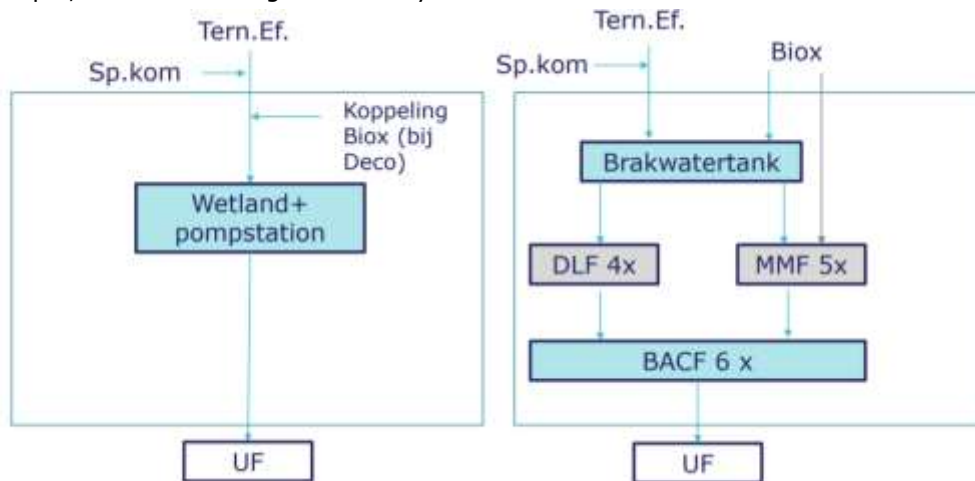 Tern.Ef.
Sp.kom
Koppeling
Biox (bij
Deco)
Wetland+
pompstation
UF
Tern.Ef.
Sp.kom
Biox
Brakwatertank
DLF 4x
MMF 5x
BACF 6 x
UF